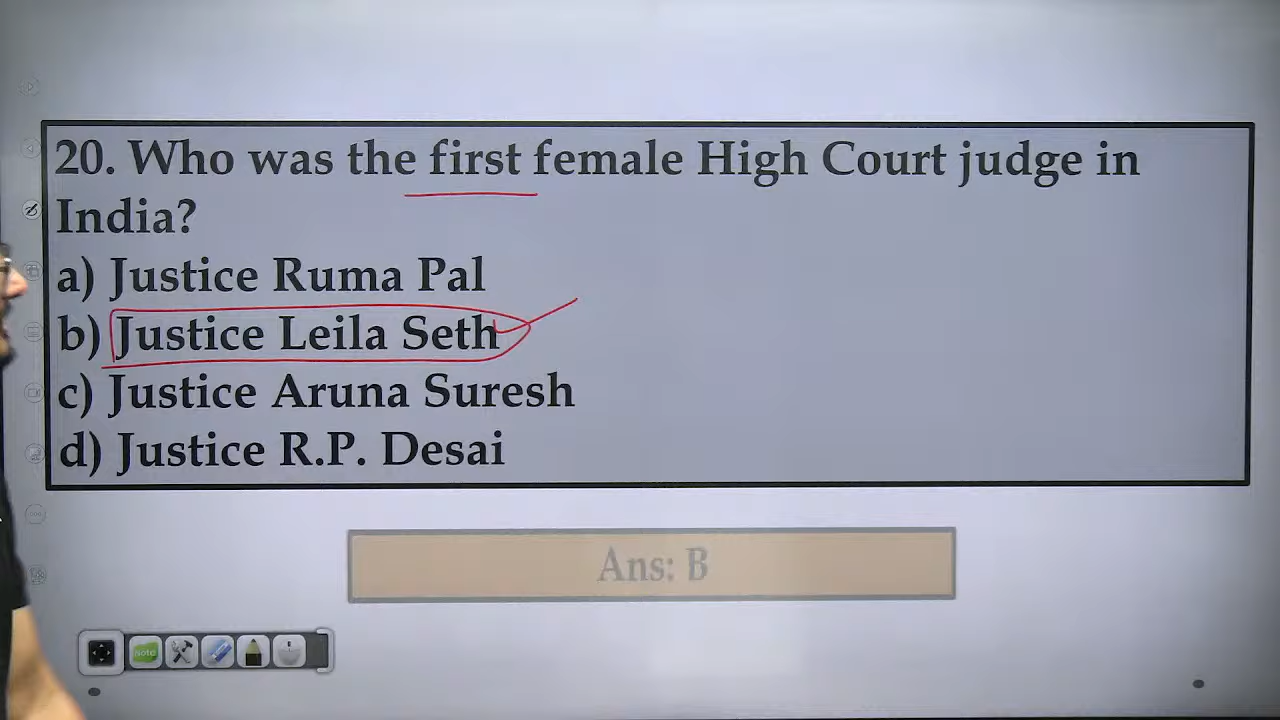 20. Who was the first female High Court judge in
India?
a) Justice Ruma Pal
b) Justice Leila Seth
c) Justice Aruna Suresh
d) Justice R.P. Desai
Ans: B
note